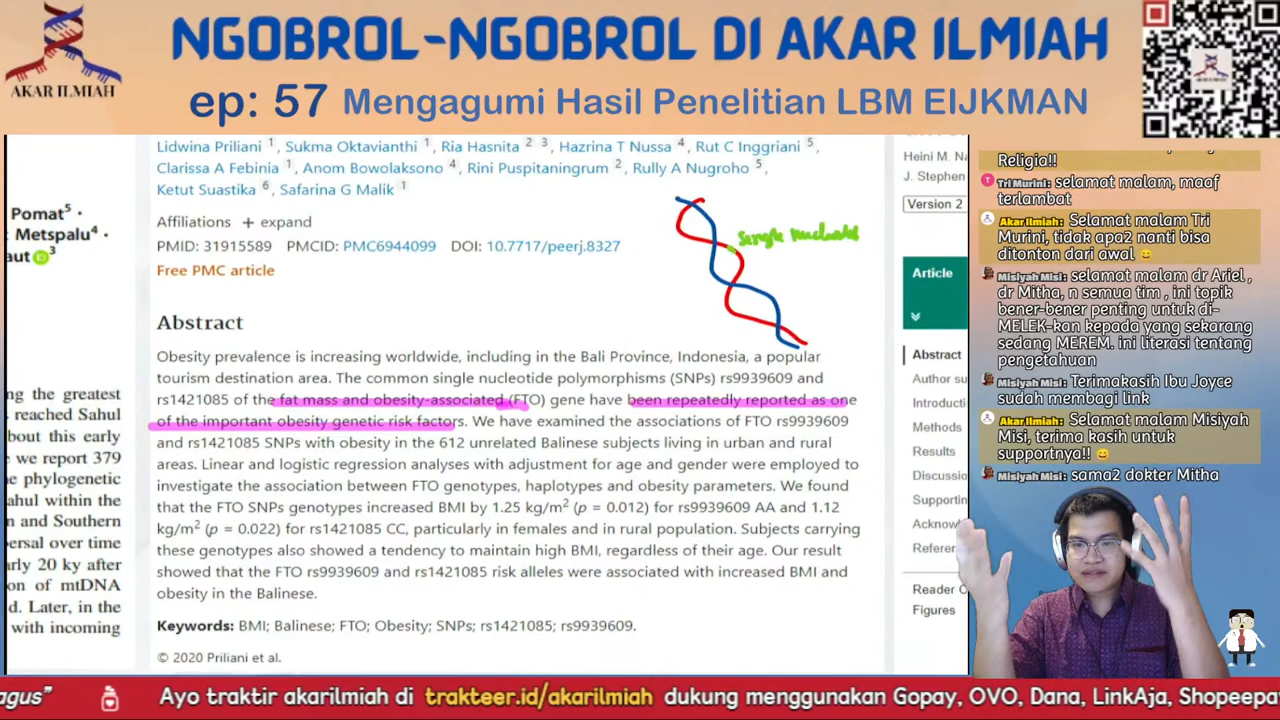 AKAR ILMIAH
NGOBROL-NGOBROL DI AKAR ILMIAH
ep: 57 Mengagumi Hasil Penelitian LBM EIJKMAN
Pomat5 ·
Metspalu4 ·
aut 3
ng the greatest
reached Sahul
bout this early
we report 379
e phylogenetic
ahul within the
n and Southern
ersal over time
arly 20 ky after
on of mtDNA
d. Later, in the
with incoming
Lidwina Priliani 1, Sukma Oktavianthi 1, Ria Hasnita 2 3, Hazrina T Nussa 4, Rut C Inggriani 5,
Clarissa A Febinia 1, Anom Bowolaksono 4, Rini Puspitaningrum 2, Rully A Nugroho 5,
Ketut Suastika 6, Safarina G Malik 1
Affiliations + expand
PMID: 31915589 PMCID: PMC6944099 DOI: 10.7717/peerj.8327
Free PMC article
Abstract
Obesity prevalence is increasing worldwide, including in the Bali Province, Indonesia, a popular
tourism destination area. The common single nucleotide polymorphisms (SNPs) rs9939609 and
rs1421085 of the fat mass and obesity-associated (FTO) gene have been repeatedly reported as one
of the important obesity genetic risk factors. We have examined the associations of FTO rs9939609
and rs1421085 SNPs with obesity in the 612 unrelated Balinese subjects living in urban and rural
areas. Linear and logistic regression analyses with adjustment for age and gender were employed to
investigate the association between FTO genotypes, haplotypes and obesity parameters. We found
that the FTO SNPs genotypes increased BMI by 1.25 kg/m2 (p = 0.012) for rs9939609 AA and 1.12
kg/m2 (p = 0.022) for rs1421085 CC, particularly in females and in rural population. Subjects carrying
these genotypes also showed a tendency to maintain high BMI, regardless of their age. Our result
showed that the FTO rs9939609 and rs1421085 risk alleles were associated with increased BMI and
obesity in the Balinese.
Keywords: BMI; Balinese; FTO; Obesity; SNPs; rs1421085; rs9939609.
© 2020 Priliani et al.
Single
Heini M. Na
J. Stephen
Version 2
Article
Abstract
Author su
Introducti
Methods
Results
Discussio
Supporting
Acknow
Referen
Reader C
Figures
Religia!!
Tri Murini: selamat malam, maaf
terlambat
Akar Ilmiah: Selamat malam Tri
Murini, tidak apa2 nanti bisa
ditonton dari awal
Misiyah Misi: selamat malam dr Ariel ,
dr Mitha, n semua tim , ini topik
bener-bener penting untuk di-
MELEK-kan kepada yang sekarang
sedang MEREM. ini literasi tentang
pengetahuan
Misiyah Misi: Terimakasih Ibu Joyce
sudah membagi link
Akar Ilmiah: Selamat malam Misiyah
Misi, terima kasih untuk
supportnya!!
Misiyah Misi: sama2 dokter Mitha
agus” Ayo traktir akarilmiah di trakteer.id/akarilmiah dukung menggunakan Gopay, OVO, Dana, LinkAja, Shopeepa